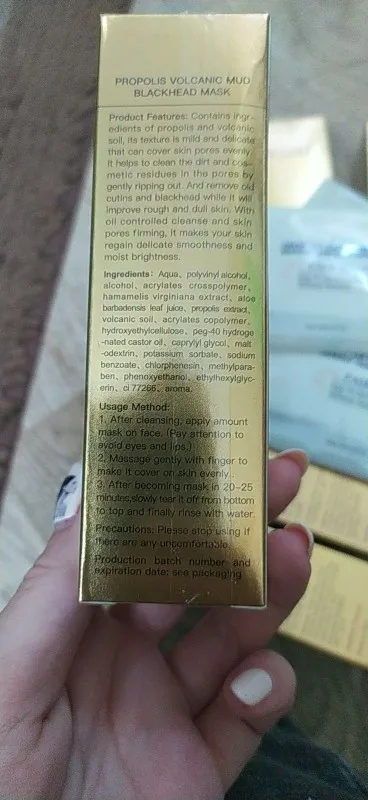 PROPOLIS VOLCANIC MUD
BLACKHEAD MASK
Product Features: Contains ingr-
edients of propolis and volcanic
soil, its texture is mild and delicate
that can cover skin pores evenly.
It helps to clean the dirt and cos-
metic residues in the pores by
gently ripping out. And remove old
cutins and blackhead while it will
improve rough and dull skin. With
oil controlled cleanse and skin
pores firming, it makes your skin
regain delicate smoothness and
moist brightness.
Ingredients: Aqua, polyvinyl alcohol,
alcohol, acrylates crosspolymer,
hamamelis virginiana extract, aloe
barbadensis leaf juice, propolis extract,
volcanic soil, acrylates copolymer,
hydroxyethylcellulose, peg-40 hydroge
-nated castor oil, caprylyl glycol, malt
-odextrin, potassium sorbate, sodium
benzoate, chlorphenesin, methylpara-
ben, phenoxyethanol, ethylhexylglyc-
erin, ci 77266, aroma.
Usage Method:
1. After cleansing, apply amount
mask on face. (Pay attention to
avoid eyes and lips.)
2. Massage gently with finger to
make it cover on skin evenly.
3. After becoming mask in 20-25
minutes,slowly tear it off from bottom
to top and finally rinse with water.
Precautions: Please stop using if
there are any uncomfortable.
Production batch number and
expiration date: see packaging